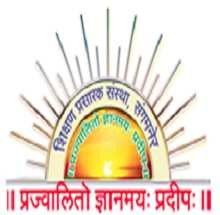 शिक्षण प्रसारक संस्था, संगमनेर
॥ प्रज्वालितो ज्ञानमयः प्रदीपः ॥